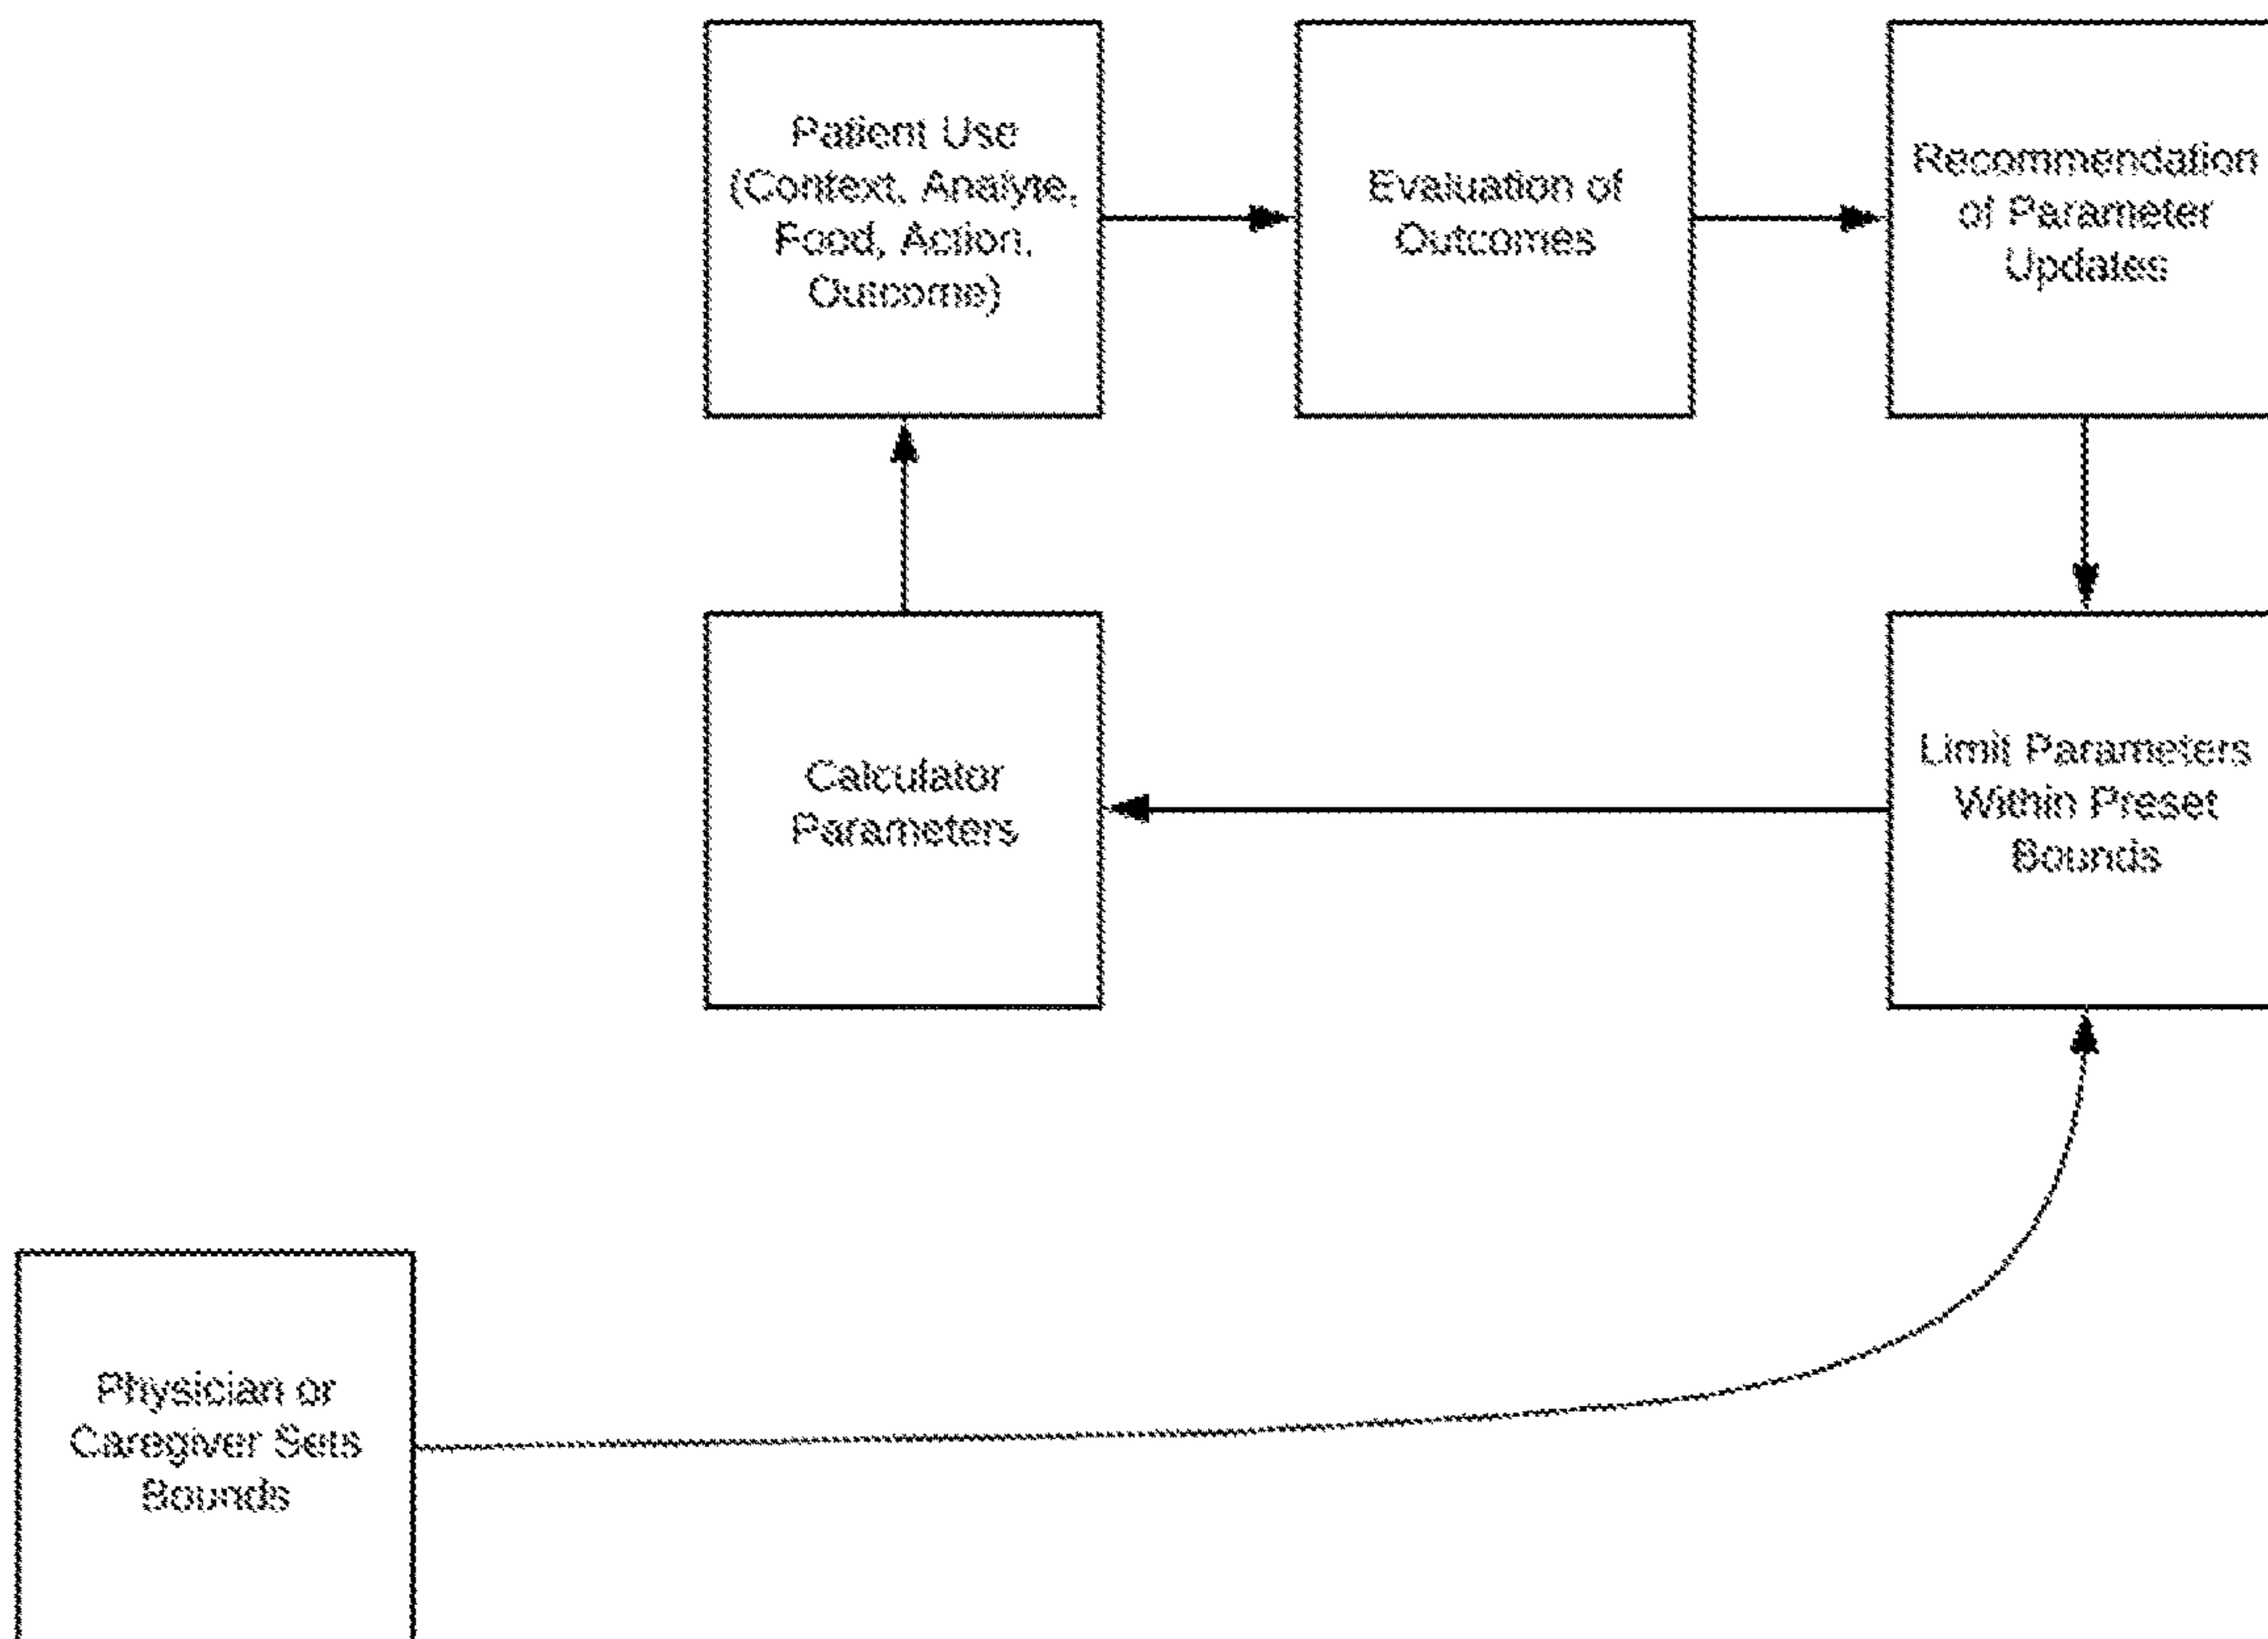 Patient Use
(Context, Analyte,
Food, Action,
Outcome)
Evaluation of
Outcomes
Recommendation
of Parameter
Updates
Calculator
Parameters
Limit Parameters
Within Preset
Bounds
Physician or
Caregiver Sets
Bounds